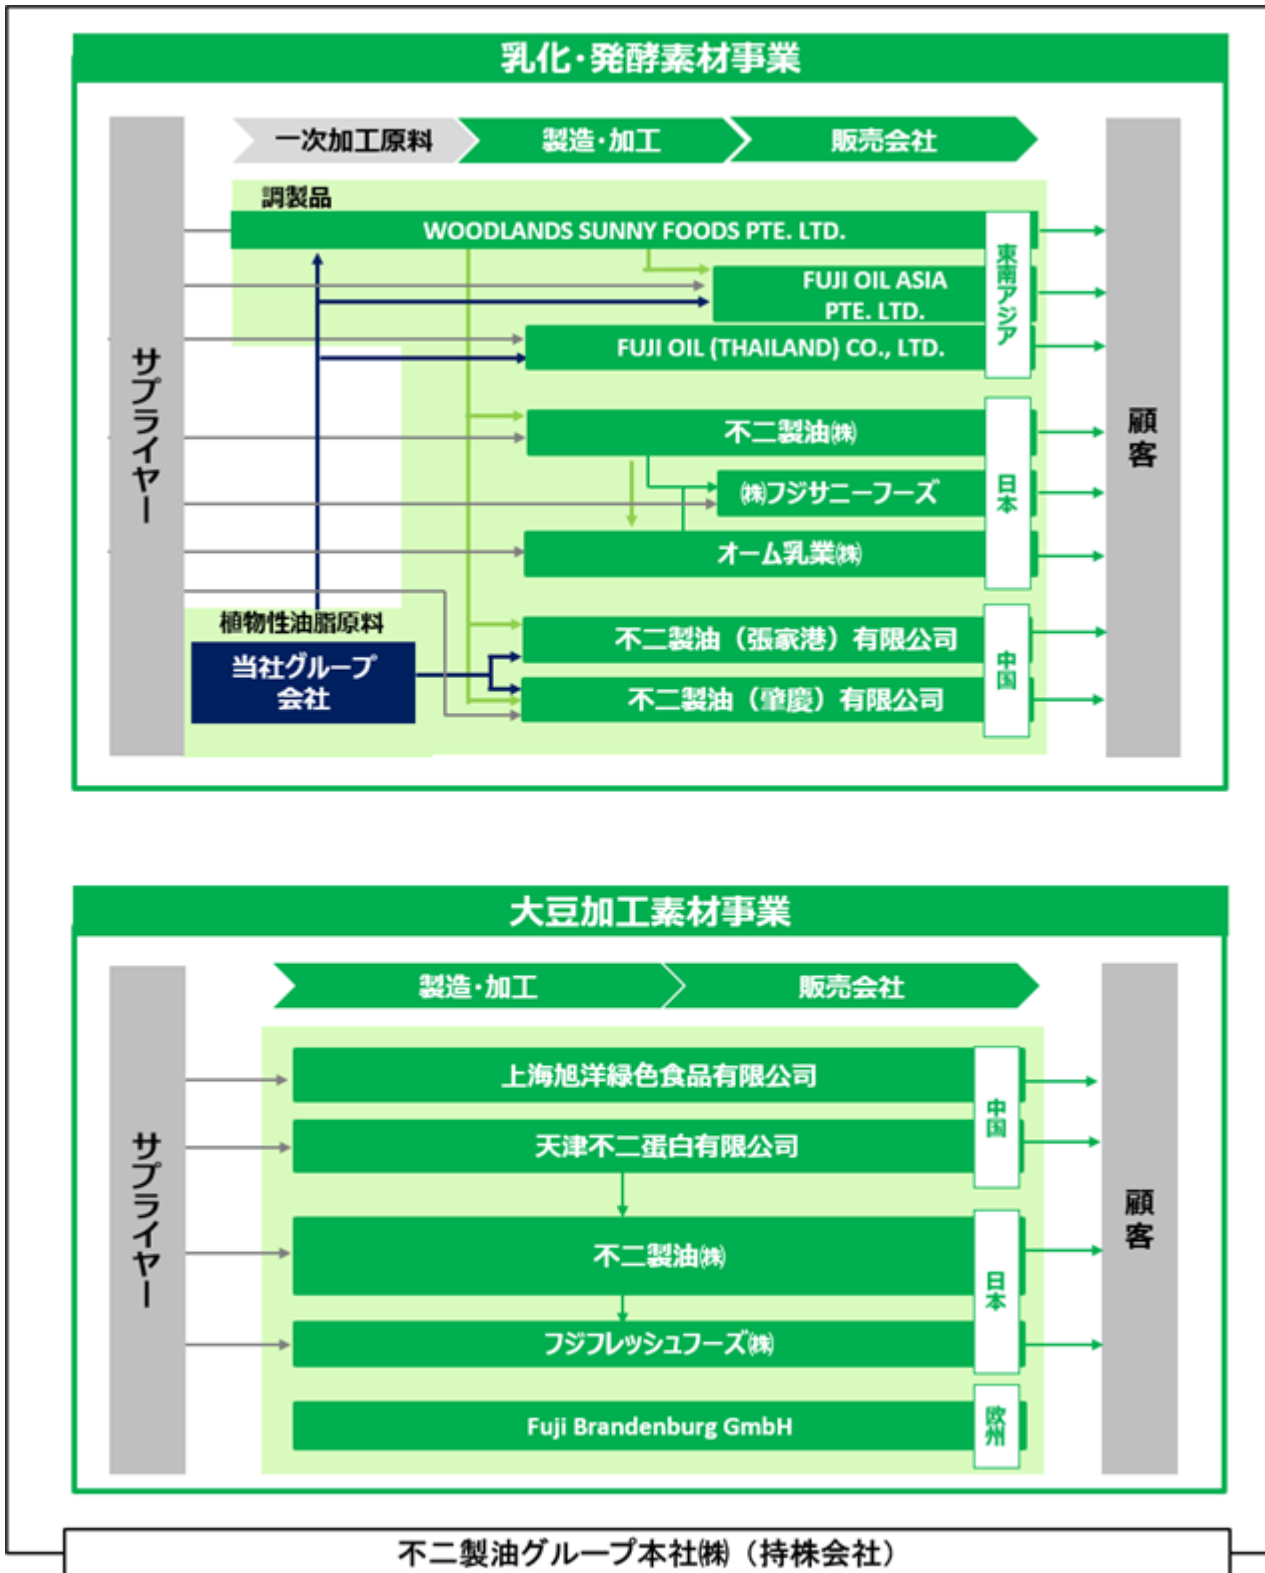 乳化・発酵素材事業
一次加工原料
製造・加工
販売会社
調製品
WOODLANDS SUNNY FOODS PTE. LTD.
FUJI OIL ASIA
PTE. LTD.
FUJI OIL (THAILAND) CO., LTD.
東南アジア
サプライヤー
不二製油㈱
㈱フジサニーフーズ
オーム乳業㈱
日本
顧客
植物性油脂原料
当社グループ
会社
不二製油（張家港）有限公司
不二製油（肇慶）有限公司
中国
大豆加工素材事業
製造・加工
販売会社
サプライヤー
上海旭洋緑色食品有限公司
天津不二蛋白有限公司
中国
不二製油㈱
フジフレッシュフーズ㈱
日本
顧客
Fuji Brandenburg GmbH
欧州
不二製油グループ本社㈱（持株会社）